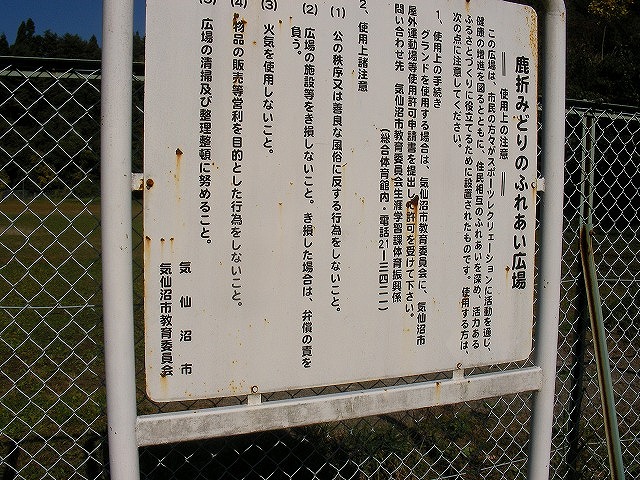 鹿折みどりのふれあい広場
━━ 使用上の注意 ━━
この広場は、市民の方々がスポーツレクリェーションに活動を通し、
健康の増進を図るとともに、住民相互のふれあいを深め、活力ある
ふるさとづくりに役立てるために設置されたものです。使用する方は、
次の点に注意してください。
1、使用上の手続き
グランドを使用する場合は、気仙沼市教育委員会に、気仙沼市
屋外運動場等使用許可申請書を提出し許可を受けて下さい。
問い合わせ先 気仙沼市教育委員会生涯学習課体育振興係
(総合体育館内・電話21ー三四二一)
2、使用上諸注意
(1) 公の秩序又は善良な風俗に反する行為をしないこと。
(2) 広場の施設等をき損しないこと。き損した場合は、弁償の責を
負う。
(3) 火気を使用しないこと。
(4) 物品の販売等営利を目的とした行為をしないこと。
(5) 広場の清掃及び整理整頓に努めること。
気仙沼市
気仙沼市教育委員会